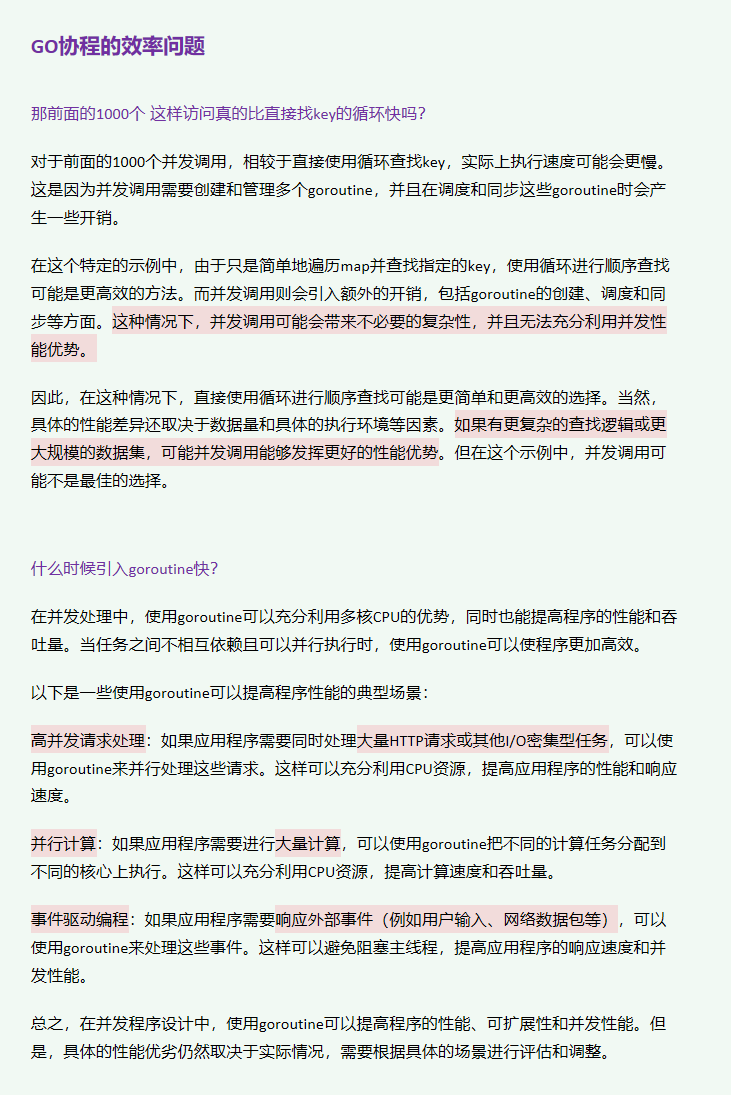 GO协程的效率问题
那前面的1000个 这样访问真的比直接找key的循环快吗？
对于前面的1000个并发调用，相较于直接使用循环查找key，实际上执行速度可能会更慢。
这是因为并发调用需要创建和管理多个goroutine，并且在调度和同步这些goroutine时会产
生一些开销。
在这个特定的示例中，由于只是简单地遍历map并查找指定的key，使用循环进行顺序查找
可能是更高效的方法。而并发调用则会引入额外的开销，包括goroutine的创建、调度和同
步等方面。这种情况下，并发调用可能会带来不必要的复杂性，并且无法充分利用并发性
能优势。
因此，在这种情况下，直接使用循环进行顺序查找可能是更简单和更高效的选择。当然，
具体的性能差异还取决于数据量和具体的执行环境等因素。如果有更复杂的查找逻辑或更
大规模的数据集，可能并发调用能够发挥更好的性能优势。但在这个示例中，并发调用可
能不是最佳的选择。
什么时候引入goroutine快？
在并发处理中，使用goroutine可以充分利用多核CPU的优势，同时也能提高程序的性能和吞
吐量。当任务之间不相互依赖且可以并行执行时，使用goroutine可以使程序更加高效。
以下是一些使用goroutine可以提高程序性能的典型场景：
高并发请求处理：如果应用程序需要同时处理大量HTTP请求或其他I/O密集型任务，可以使
用goroutine来并行处理这些请求。这样可以充分利用CPU资源，提高应用程序的性能和响应
速度。
并行计算：如果应用程序需要进行大量计算，可以使用goroutine把不同的计算任务分配到
不同的核心上执行。这样可以充分利用CPU资源，提高计算速度和吞吐量。
事件驱动编程：如果应用程序需要响应外部事件（例如用户输入、网络数据包等），可以
使用goroutine来处理这些事件。这样可以避免阻塞主线程，提高应用程序的响应速度和并
发性能。
总之，在并发程序设计中，使用goroutine可以提高程序的性能、可扩展性和并发性能。但
是，具体的性能优劣仍然取决于实际情况，需要根据具体的场景进行评估和调整。